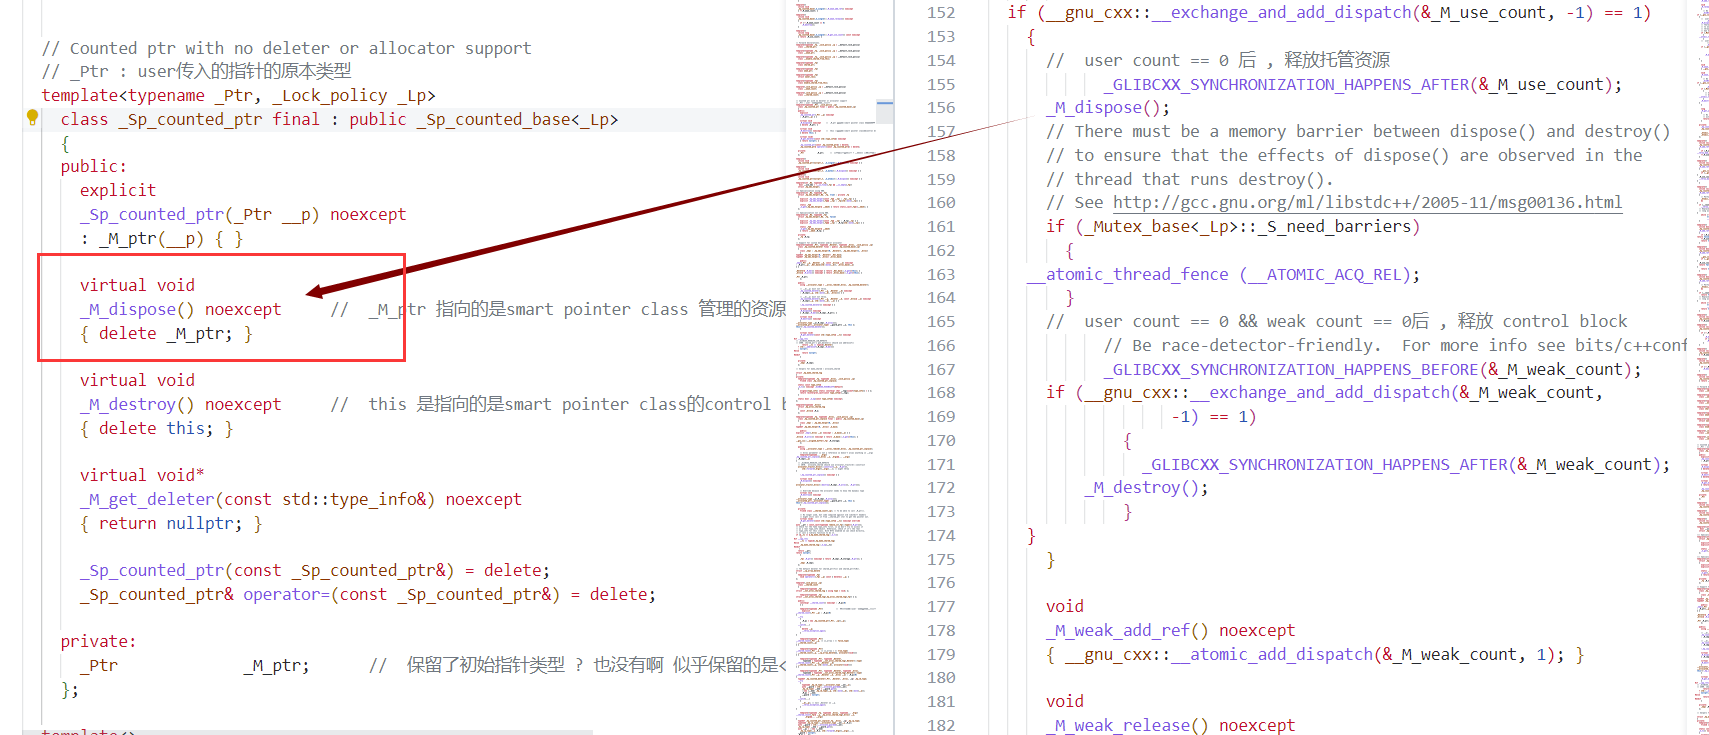 // Counted ptr with no deleter or allocator support
// _Ptr : user传入的指针的原本类型
template<typename _Ptr, _Lock_policy _Lp>
class _Sp_counted_ptr final : public _Sp_counted_base<_Lp>
{
public:
explicit
_Sp_counted_ptr(_Ptr __p) noexcept
: _M_ptr(__p) { }
virtual void
_M_dispose() noexcept // _M_ptr 指向的是smart pointer class 管理的资源
{ delete _M_ptr; }
virtual void
_M_destroy() noexcept // this 是指向的是smart pointer class的control
{ delete this; }
virtual void*
_M_get_deleter(const std::type_info&) noexcept
{ return nullptr; }
_Sp_counted_ptr(const _Sp_counted_ptr&) = delete;
_Sp_counted_ptr& operator=(const _Sp_counted_ptr&) = delete;
private:
_Ptr _M_ptr; // 保留了初始指针类型 ? 也没有啊 似乎保留的是<
};
152 if (__gnu_cxx::__exchange_and_add_dispatch(&_M_use_count, -1) == 1)
153 {
154 // user count == 0 后 , 释放托管资源
155 _GLIBCXX_SYNCHRONIZATION_HAPPENS_AFTER(&_M_use_count);
156 _M_dispose();
157 // There must be a memory barrier between dispose() and destroy()
158 // to ensure that the effects of dispose() are observed in the
159 // thread that runs destroy().
160 // See http://gcc.gnu.org/ml/libstdc++/2005-11/msg00136.html
161 if (_Mutex_base<_Lp>::_S_need_barriers)
162 {
163 __atomic_thread_fence (__ATOMIC_ACQ_REL);
164 }
165 // user count == 0 && weak count == 0后 , 释放 control block
166 // Be race-detector-friendly. For more info see bits/c++conf
167 _GLIBCXX_SYNCHRONIZATION_HAPPENS_BEFORE(&_M_weak_count);
168 if (__gnu_cxx::__exchange_and_add_dispatch(&_M_weak_count,
169 -1) == 1)
170 {
171 _GLIBCXX_SYNCHRONIZATION_HAPPENS_AFTER(&_M_weak_count);
172 _M_destroy();
173 }
174 }
175 }
176
177 void
178 _M_weak_add_ref() noexcept
179 { __gnu_cxx::__atomic_add_dispatch(&_M_weak_count, 1); }
180
181 void
182 _M_weak_release() noexcept